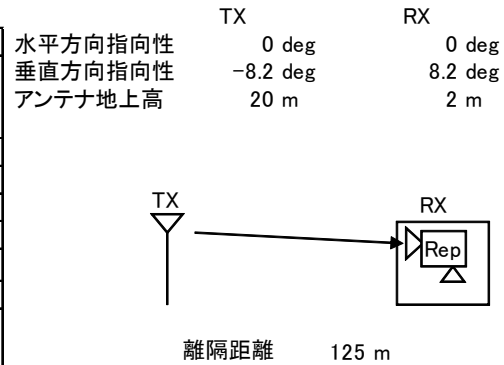 TX RX
水平方向指向性 0 deg 0 deg
垂直方向指向性 -8.2 deg 8.2 deg
アンテナ地上高 20 m 2 m
TX
RX
Rep
離隔距離 125 m